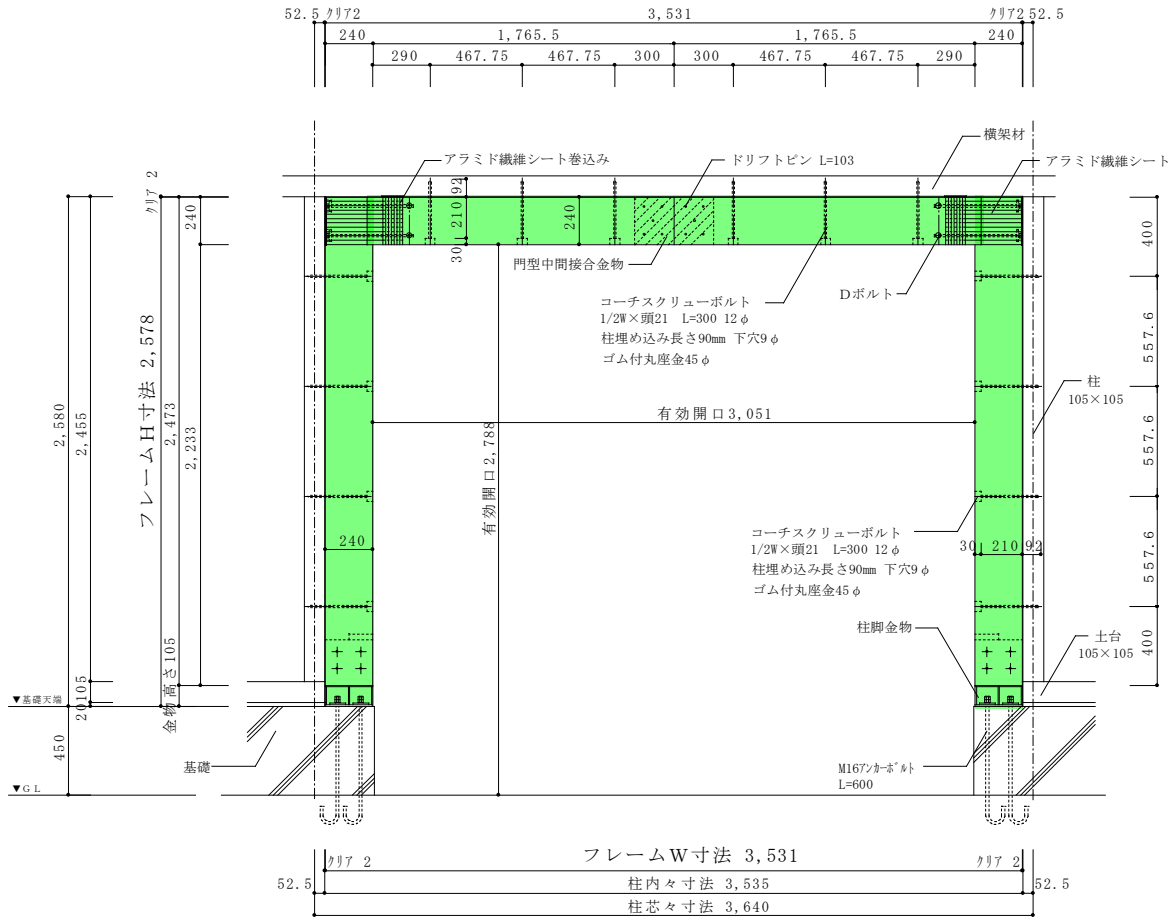 52.5 ｸﾘｱ2 3,531 ｸﾘｱ2 52.5
240 1,765.5 1,765.5 240
290 467.75 467.75 300 300 467.75 467.75 290
横架材
アラミド繊維シート巻込み
ドリフトピン L=103
アラミド繊維シート
ｸﾘｱ 2
240
92
210
30
240
400
門型中間接合金物
Dボルト
コーチスクリューボルト
1/2W×頭21 L=300 12φ
柱埋め込み長さ90mm 下穴9φ
ゴム付丸座金45φ
557.6
557.6
557.6
400
柱
105×105
有効開口3,051
有効開口2,788
2,580
2,455
フレームH寸法 2,578
2,473
2,233
240
コーチスクリューボルト
1/2W×頭21 L=300 12φ
柱埋め込み長さ90mm 下穴9φ
ゴム付丸座金45φ
30 210 92
柱脚金物
土台
105×105
105
20
金物高さ105
▼基礎天端
450
基礎
M16ｱﾝｶｰﾎﾞﾙﾄ
L=600
▼GL
ｸﾘｱ 2 フレームW寸法 3,531 ｸﾘｱ 2
52.5 柱内々寸法 3,535 52.5
柱芯々寸法 3,640